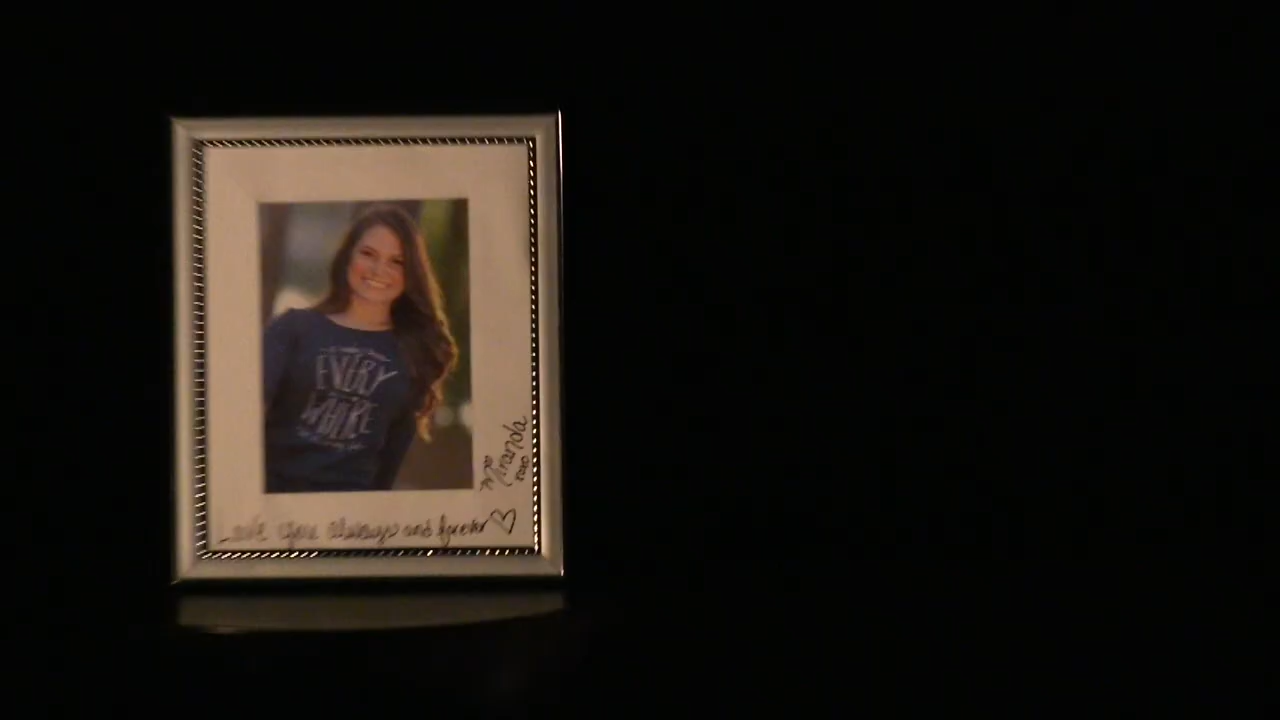 EVERY
WHERE
Miranda
xoxo
Love you always and forever ♡